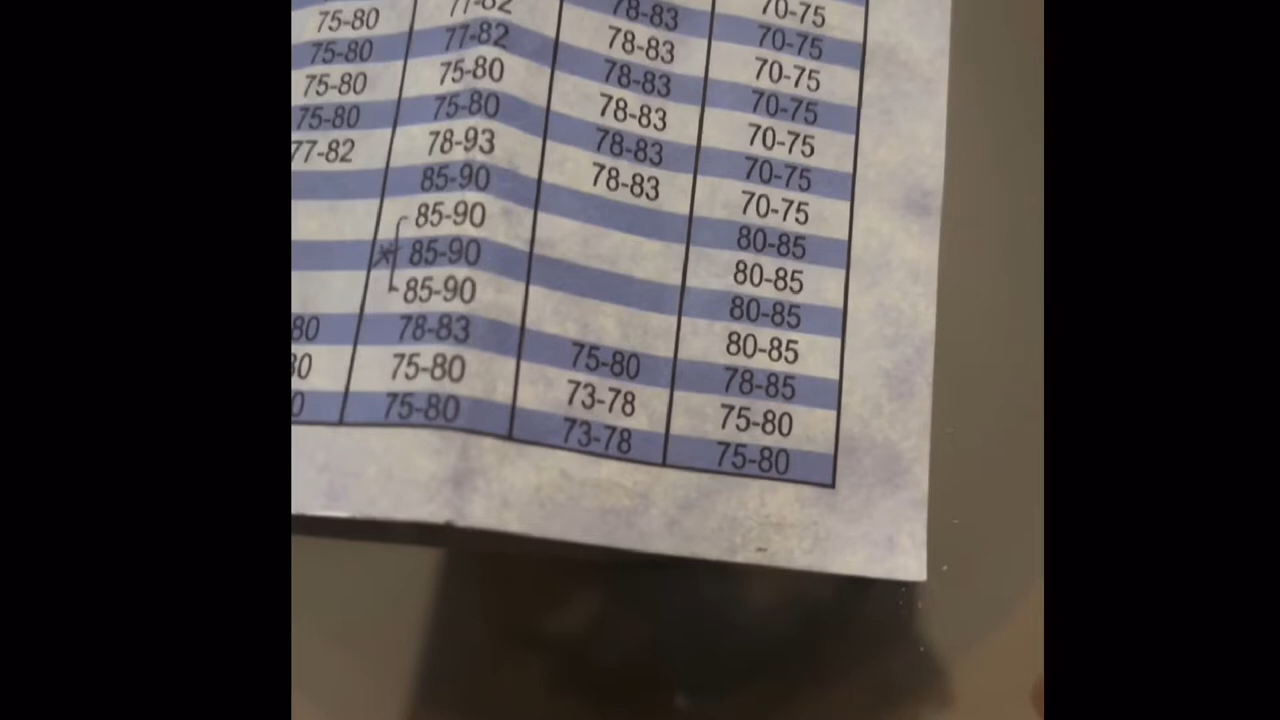 70-75
78-83 70-75
75-80 77-82 78-83 70-75
75-80 77-82 78-83 70-75
75-80 75-80 78-83 70-75
75-80 75-80 78-83 70-75
77-82 78-93 78-83 70-75
85-90 80-85
85-90 80-85
* 85-90 80-85
85-90 80-85
80 78-83 75-80 78-85
75-80 73-78 75-80
0 75-80 73-78 75-80